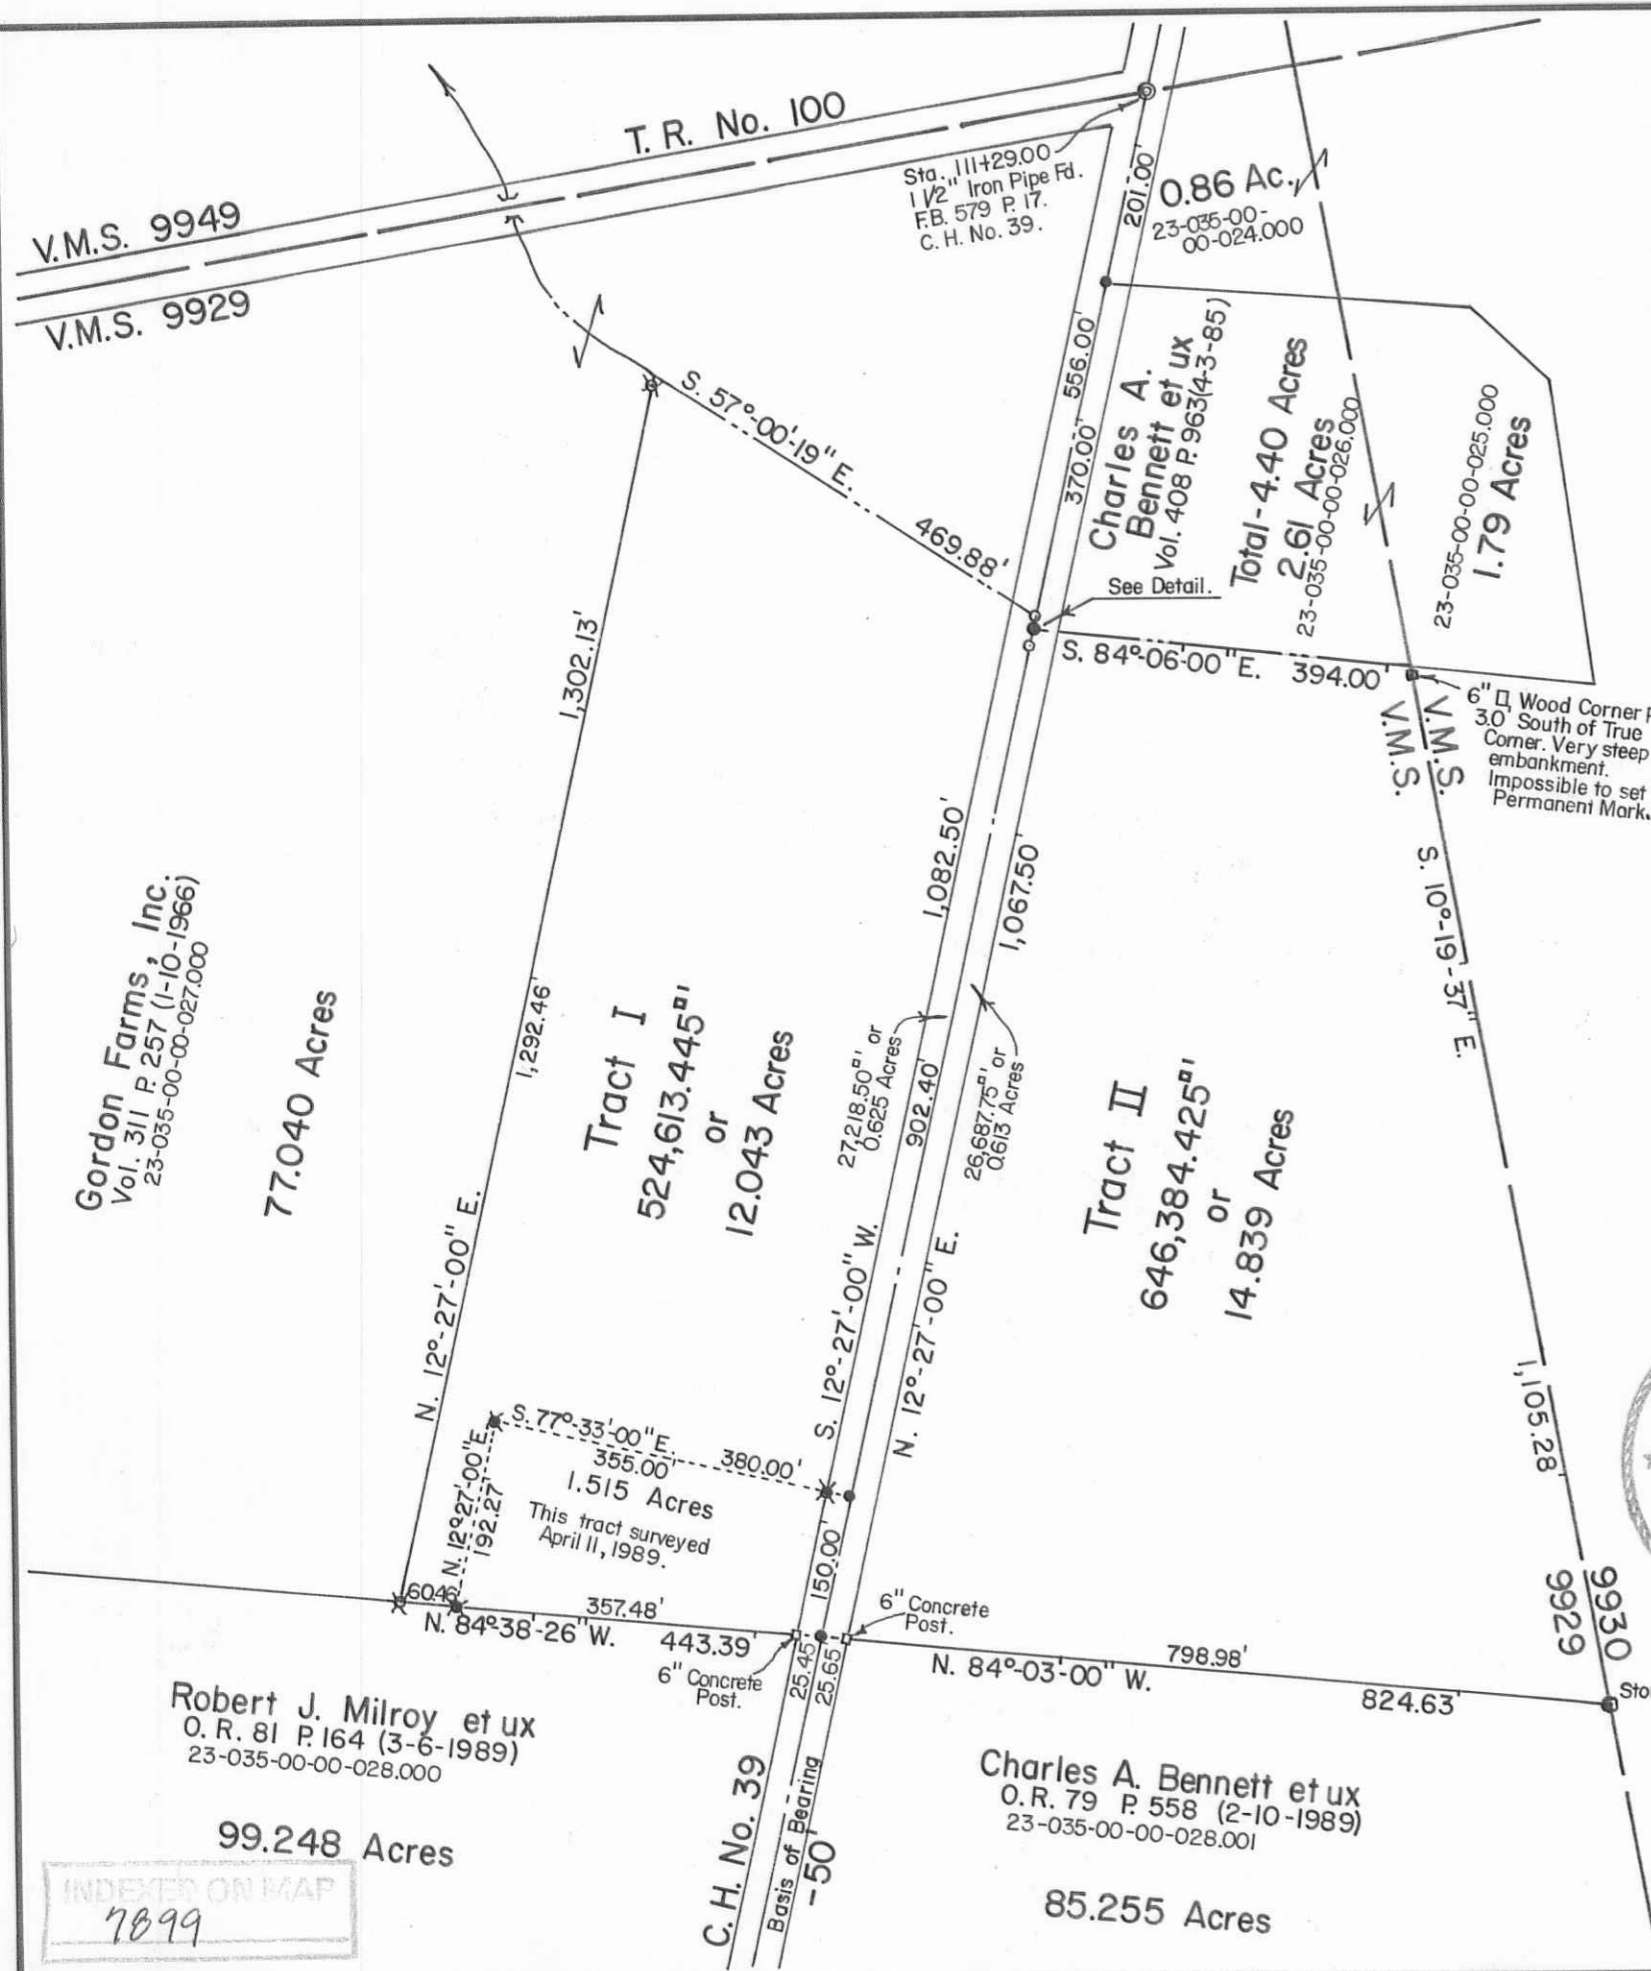 T. R. No. 100
V.M.S. 9949
V.M.S. 9929
Sta. 111+29.00
1 1/2" Iron Pipe Fd.
F.B. 579 P. 17.
C. H. No. 39.
201.00'
0.86 Ac.
23-035-00-
00-024.000
S. 57°-00'-19" E.
469.88'
556.00'
370.00'
Charles A.
Bennett et ux
Vol. 408 P. 963(4-3-85)
Total-4.40 Acres
2.61 Acres
23-035-00-00-026.000
23-035-00-00-025.000
1.79 Acres
See Detail.
S. 84°-06'-00" E. 394.00'
6" Wood Corner
3.0' South of True
Corner. Very steep
embankment.
Impossible to set
Permanent Mark.
V.M.S.
V.M.S.
S. 10°-19'-37" E.
1,105.28'
9930
9929
1,302.13'
1,292.46'
N. 12°-27'-00" E.
Gordon Farms, Inc.
Vol. 311 P. 257 (1-10-1966)
23-035-00-00-027.000
77.040 Acres
Tract I
524,613.445□'
or
12.043 Acres
1,082.50'
1,067.50'
27,218.50□' or
0.625 Acres
902.40'
26,687.75□' or
0.613 Acres
S. 12°-27'-00" W.
N. 12°-27'-00" E.
Tract II
646,384.425□'
or
14.839 Acres
S. 77°-33'-00" E.
355.00' 380.00'
N. 12°27'-00" E.
192.27'
1.515 Acres
This tract surveyed
April 11, 1989.
150.00'
60.46'
357.48'
N. 84°-38'-26" W. 443.39'
6" Concrete
Post.
25.45'
25.65'
6" Concrete
Post.
N. 84°-03'-00" W.
798.98'
824.63'
Robert J. Milroy et ux
O. R. 81 P. 164 (3-6-1989)
23-035-00-00-028.000
99.248 Acres
C. H. No. 39
Basis of Bearing
-50'
Charles A. Bennett et ux
O. R. 79 P. 558 (2-10-1989)
23-035-00-00-028.001
85.255 Acres
INDEXED ON MAP
7899